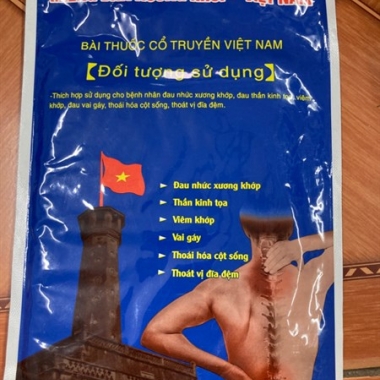 VIỆT NAM
BÀI THUỐC CỔ TRUYỀN VIỆT NAM
【Đối tượng sử dụng】
-Thích hợp sử dụng cho bệnh nhân đau nhức xương khớp, đau thần kinh tọa, viêm
khớp, đau vai gáy, thoái hóa cột sống, thoát vị đĩa đệm.
► Đau nhức xương khớp
► Thần kinh tọa
► Viêm khớp
► Vai gáy
► Thoái hóa cột sống
► Thoát vị đĩa đệm